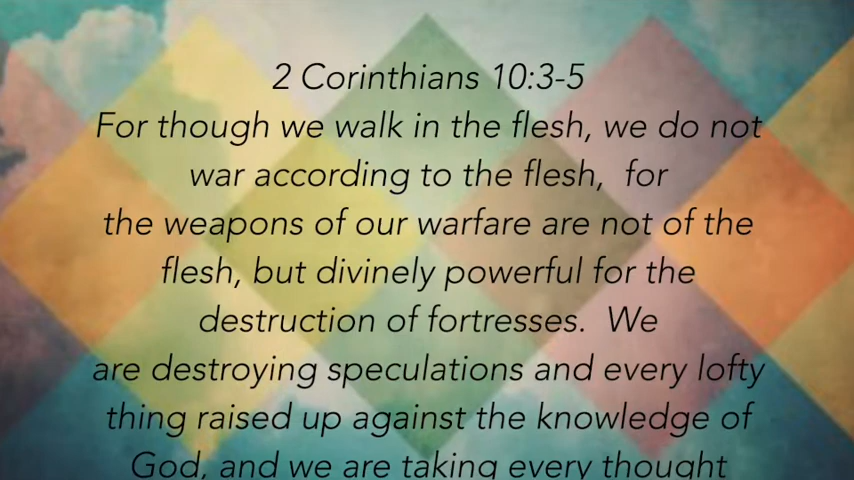 2 Corinthians 10:3-5
For though we walk in the flesh, we do not
war according to the flesh,  for
the weapons of our warfare are not of the
flesh, but divinely powerful for the
destruction of fortresses.  We
are destroying speculations and every lofty
thing raised up against the knowledge of
God, and we are taking every thought